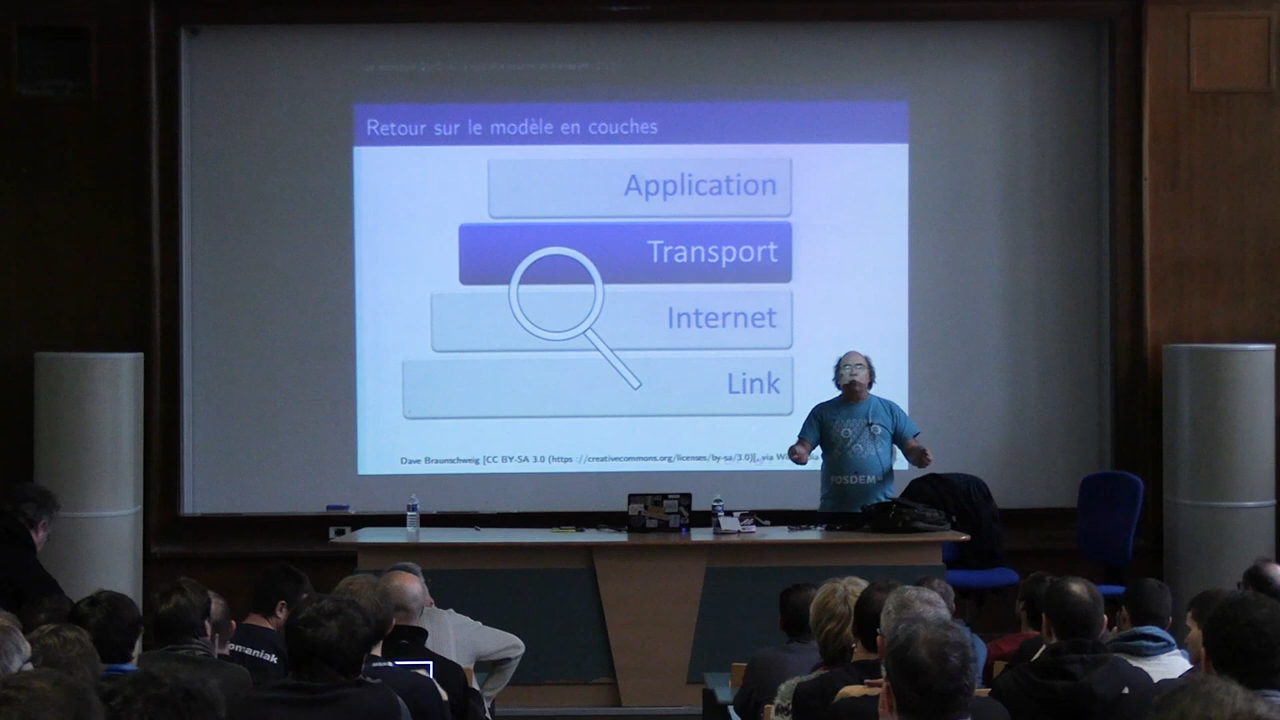 Retour sur le modèle en couches
Application
Transport
Internet
Link
Dave Braunschweig [CC BY-SA 3.0 (https://creativecommons.org/licenses/by-sa/3.0)], via
FOSDEM
omaniak